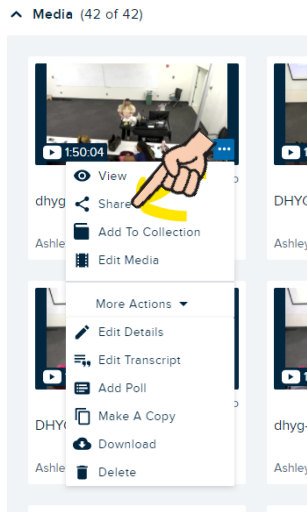 Media (42 of 42)
1:50:04
...
View
dhyg
DHYG
Share
Add To Collection
Ashle
Ashley
Edit Media
More Actions
Edit Details
Edit Transcript
Add Poll
Make A Copy
DHY
dhyg-
Download
Ashle
Ashley
Delete